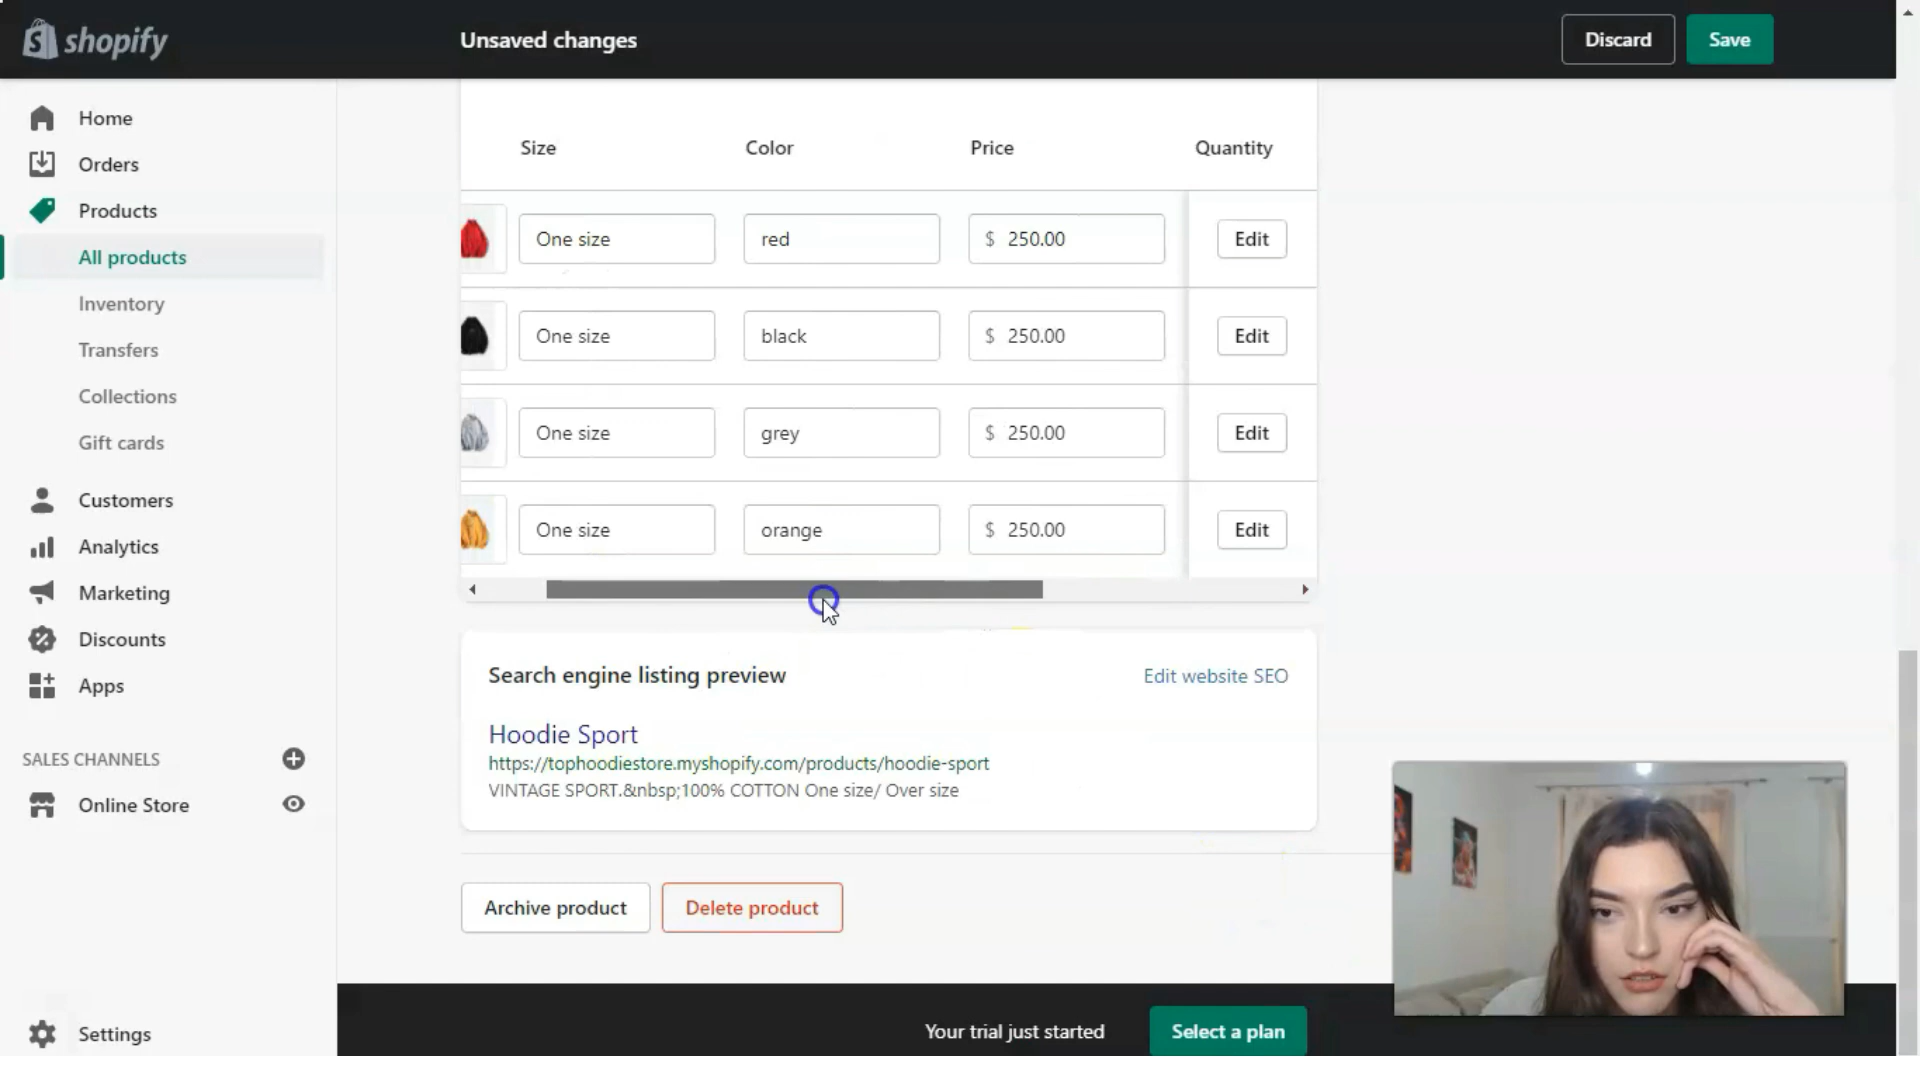 shopify
Unsaved changes
Discard
Save
Home
Orders
Products
All products
Inventory
Transfers
Collections
Gift cards
Customers
Analytics
Marketing
Discounts
Apps
SALES CHANNELS
Online Store
Settings
Size Color Price Quantity
One size red $ 250.00 Edit
One size black $ 250.00 Edit
One size grey $ 250.00 Edit
One size orange $ 250.00 Edit
Search engine listing preview
Edit website SEO
Hoodie Sport
https://tophoodiestore.myshopify.com/products/hoodie-sport
VINTAGE SPORT.&nbsp;100% COTTON One size/ Over size
Archive product
Delete product
Your trial just started
Select a plan